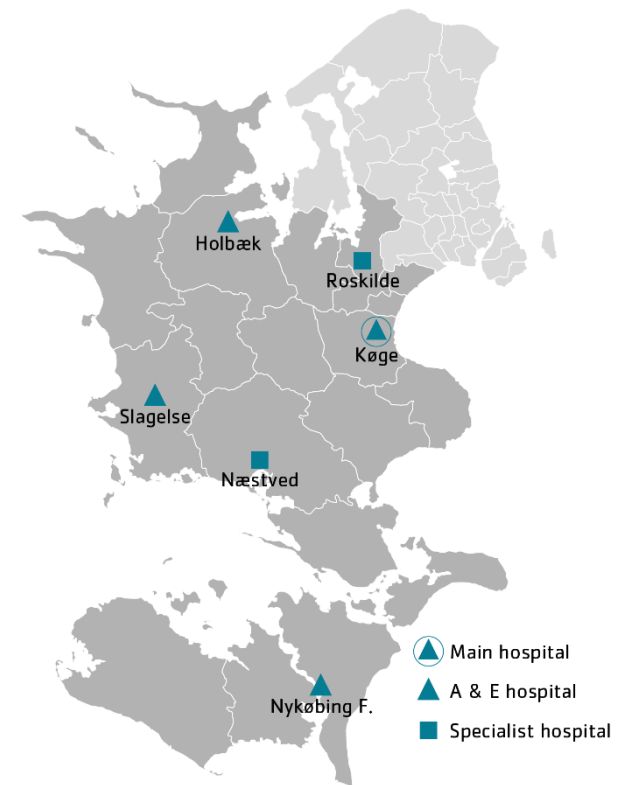 Holbæk
Roskilde
Køge
Slagelse
Næstved
Nykøbing F.
Main hospital
A & E hospital
Specialist hospital